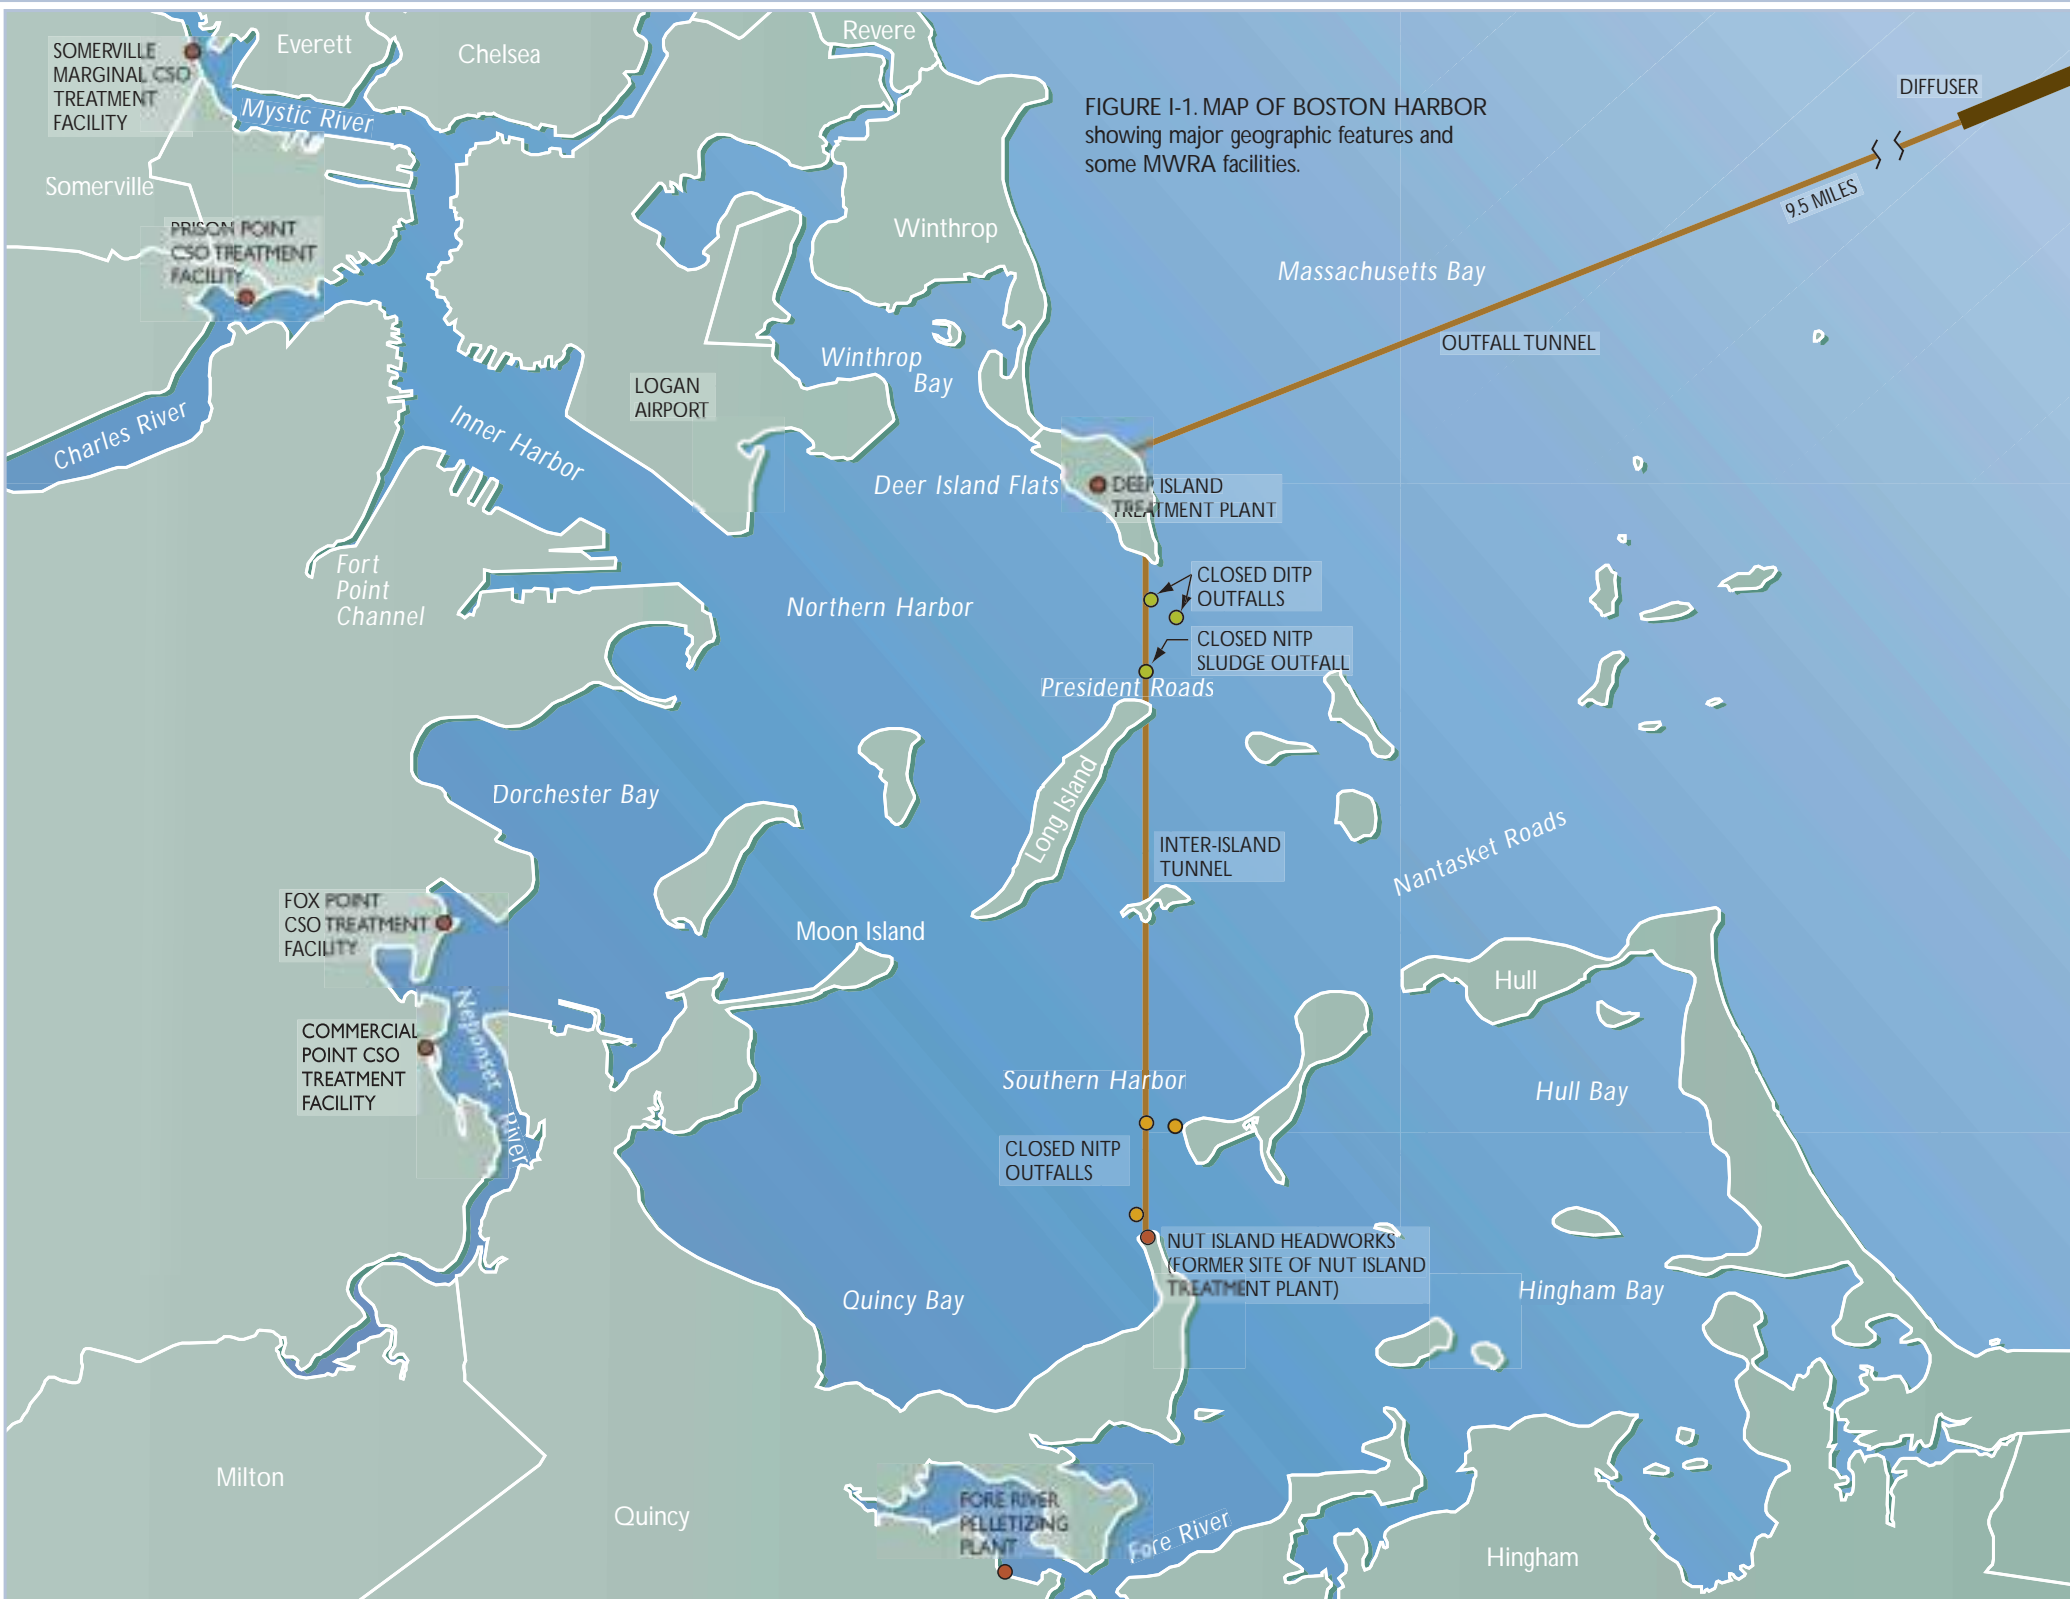 SOMERVILLE
MARGINAL CSO
TREATMENT
FACILITY
Everett
Chelsea
Revere
Mystic River
FIGURE I-1. MAP OF BOSTON HARBOR
showing major geographic features and
some MWRA facilities.
DIFFUSER
9.5 MILES
Somerville
PRISON POINT
CSO TREATMENT
FACILITY
Winthrop
Massachusetts Bay
OUTFALL TUNNEL
Winthrop
Bay
LOGAN
AIRPORT
Charles River
Inner Harbor
Deer Island Flats
DEER ISLAND
TREATMENT PLANT
Fort
Point
Channel
Northern Harbor
CLOSED DITP
OUTFALLS
CLOSED NITP
SLUDGE OUTFALL
President Roads
Dorchester Bay
Long Island
INTER-ISLAND
TUNNEL
Nantasket Roads
FOX POINT
CSO TREATMENT
FACILITY
Moon Island
Hull
COMMERCIAL
POINT CSO
TREATMENT
FACILITY
Neponset River
Southern Harbor
Hull Bay
CLOSED NITP
OUTFALLS
NUT ISLAND HEADWORKS
(FORMER SITE OF NUT ISLAND
TREATMENT PLANT)
Quincy Bay
Hingham Bay
Milton
Quincy
FORE RIVER
PELLETIZING
PLANT
Fore River
Hingham